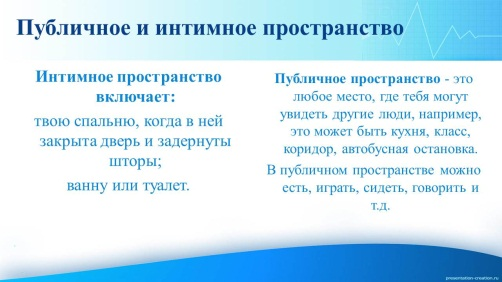 Публичное и интимное пространство
Интимное пространство
включает:
твою спальню, когда в ней
закрыта дверь и задернуты
шторы;
ванну или туалет.
Публичное пространство - это
любое место, где тебя могут
увидеть другие люди, например,
это может быть кухня, класс,
коридор, автобусная остановка.
В публичном пространстве можно
есть, играть, сидеть, говорить и
т.д.
presentation-creation.ru